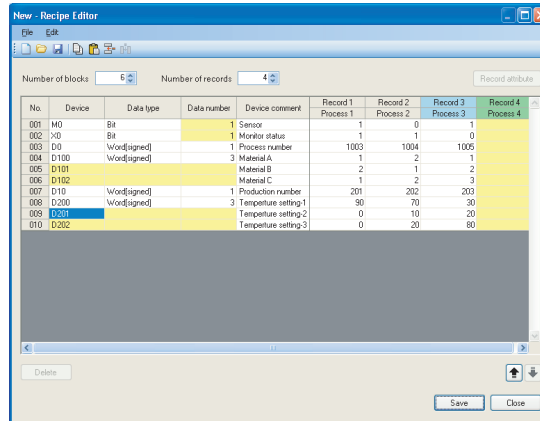 New - Recipe Editor
File Edit
Number of blocks 6 Number of records 4 Record attribute
No. Device Data type Data number Device comment Record 1 Record 2 Record 3 Record 4
Process 1 Process 2 Process 3 Process 4
001 M0 Bit 1 Sensor 1 0 1
002 X0 Bit 1 Monitor status 1 1 0
003 D0 Word[signed) 1 Process number 1003 1004 1005
004 D100 Word[signed) 3 Material A 1 2 1
005 D101 Material B 2 1 2
006 D102 Material C 1 2 3
007 D10 Word[signed) 1 Production number 201 202 203
008 D200 Word[signed) 3 Temperture setting-1 90 70 30
009 D201 Temperture setting-2 0 10 20
010 D202 Temperture setting-3 0 20 80
Delete
Save Close